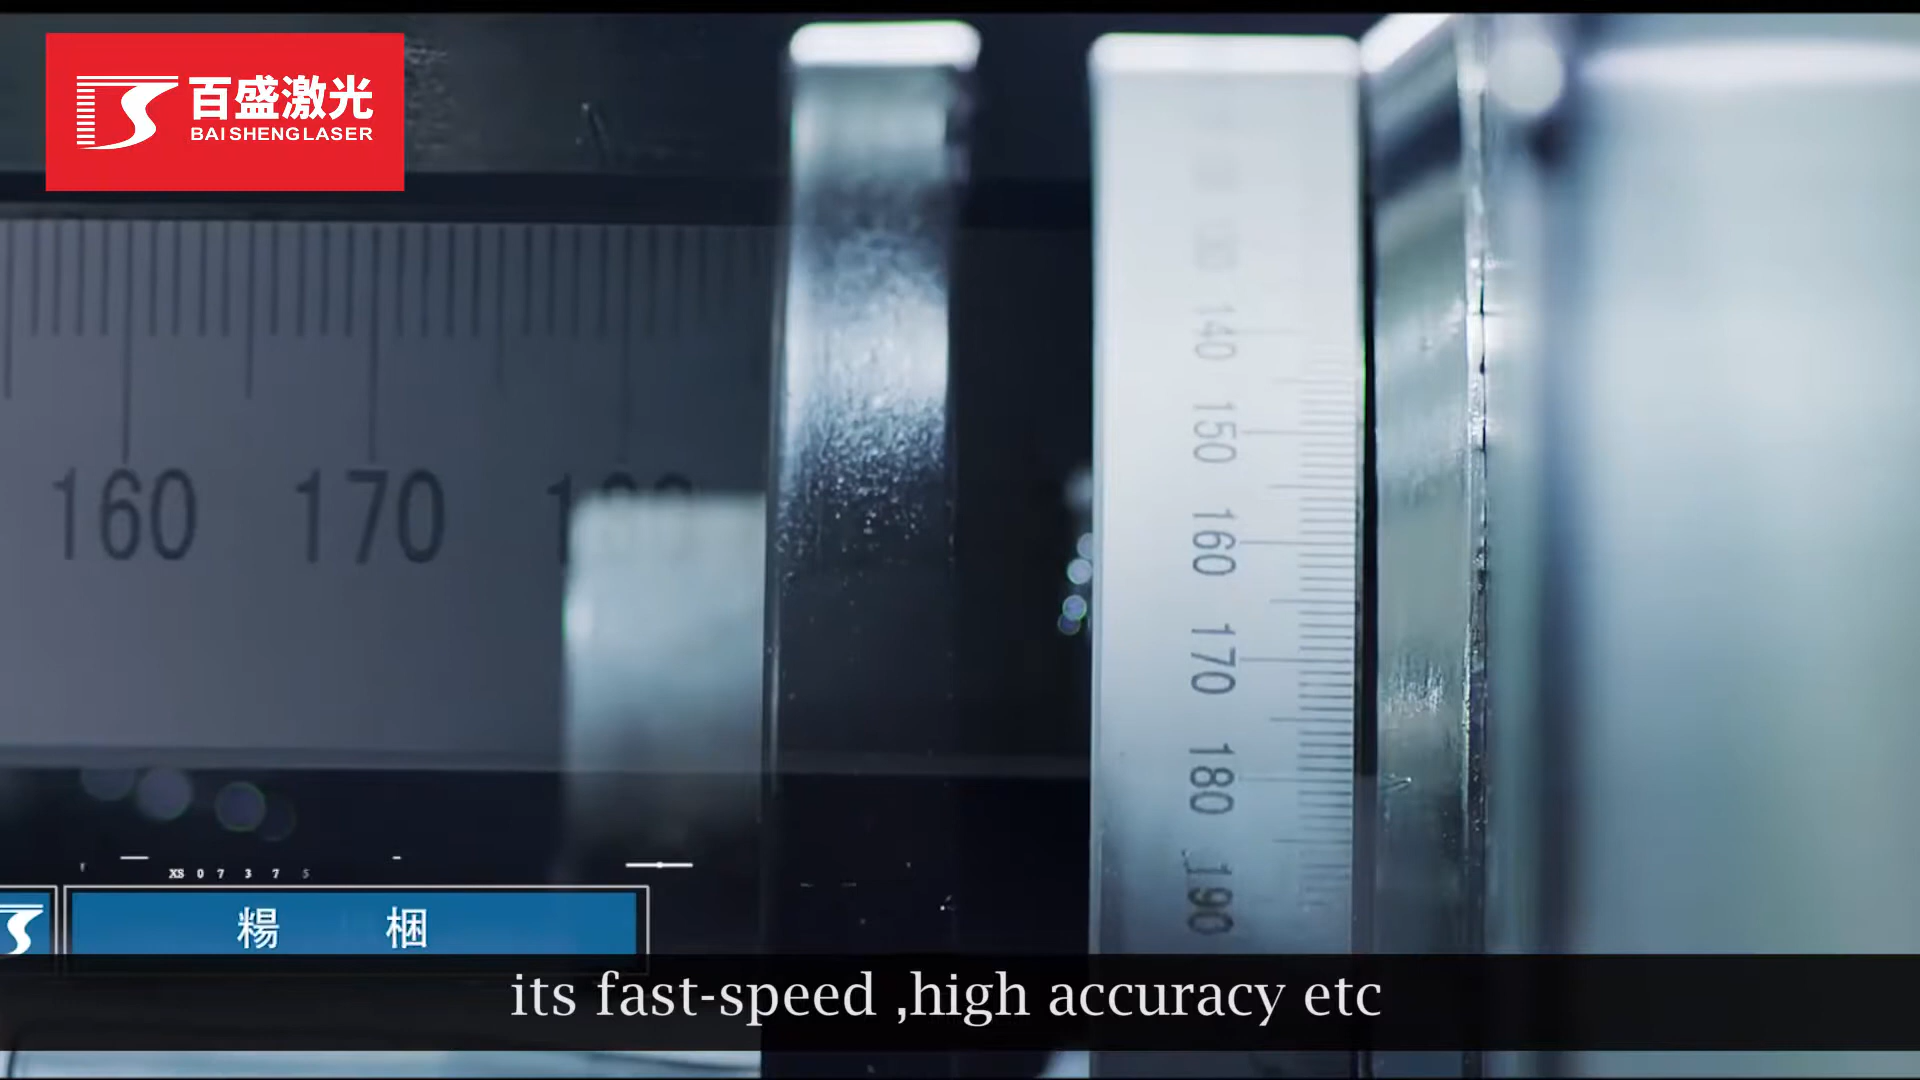 百盛激光
BAISHENGLASER
160 170
140
150
160
170
180
190
XS 0 7 3 7 5
糃 梱
its fast-speed ,high accuracy etc